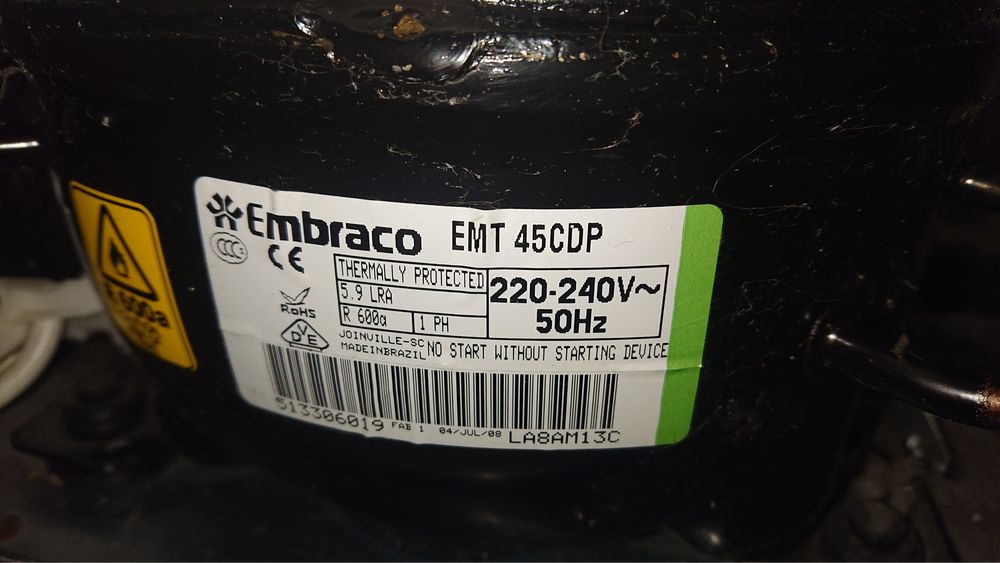 Embraco EMT 45CDP
CCC
CE
THERMALLY PROTECTED
5.9 LRA
R 600a 1 PH
220-240V~
50Hz
RoHS
VDE
JOINVILLE-SC
MADEINBRAZIL
NO START WITHOUT STARTING DEVICE
513306019 FAB 1 04/JUL/08 LA8AM13C
R 600a